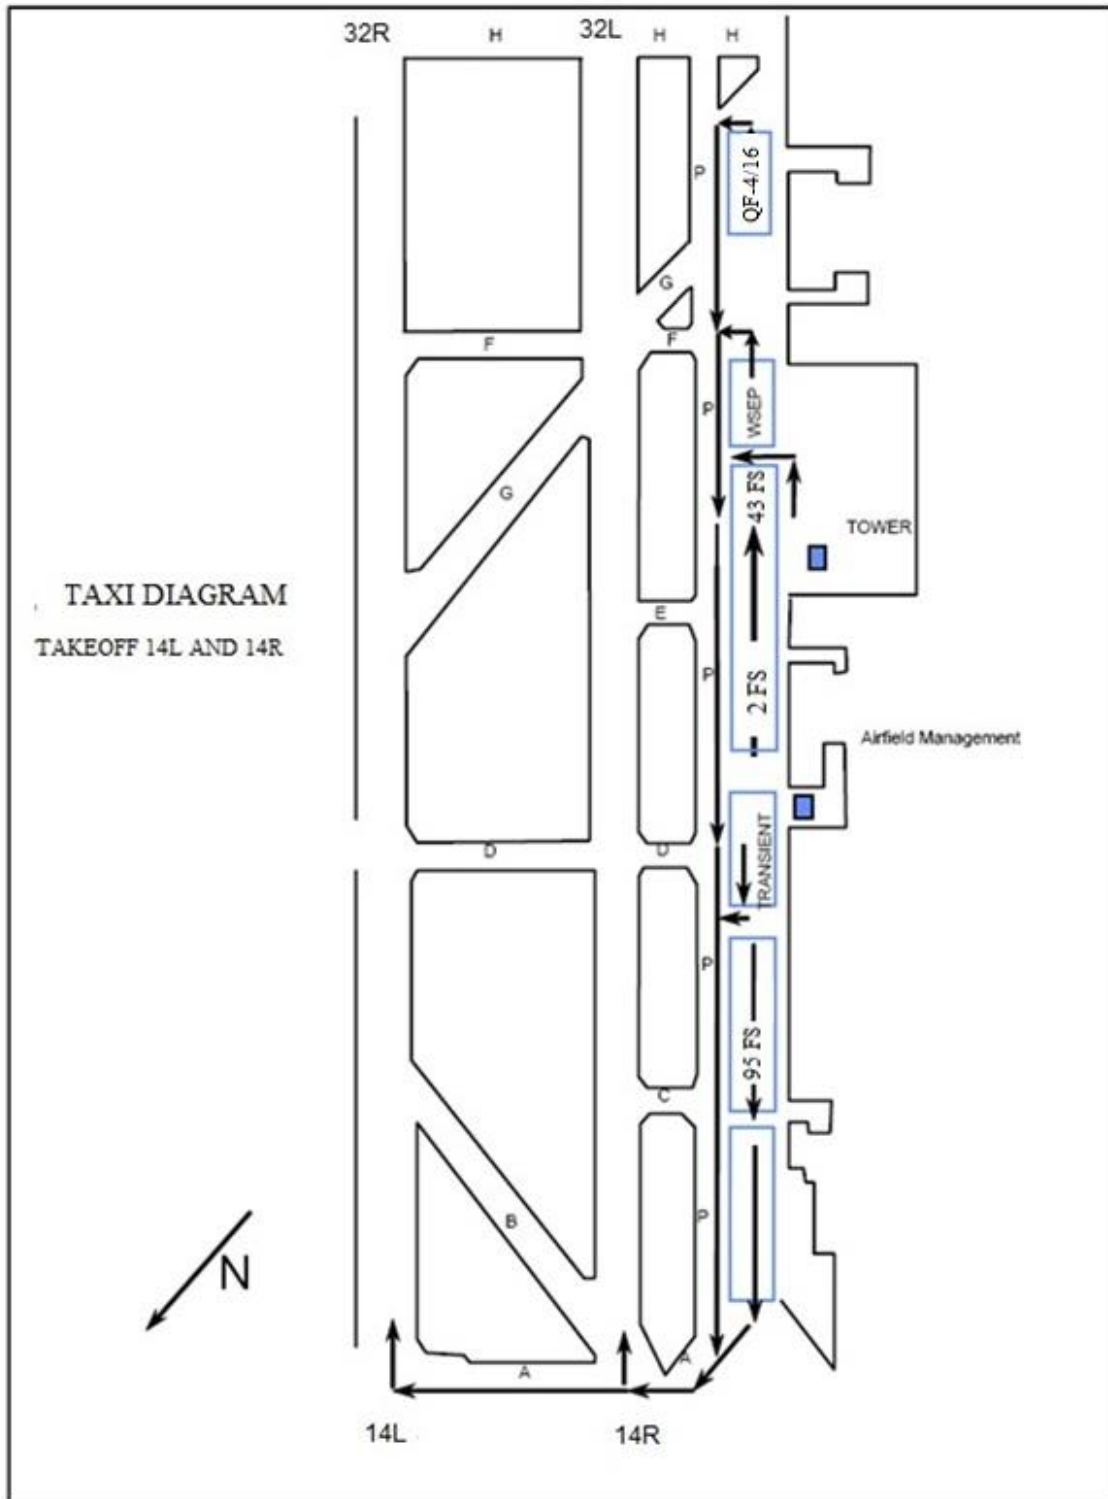 32R H 32L H H
P QF-4/16
G
F F
P WSEP
G 43 FS
TOWER
TAXI DIAGRAM
E
TAKEOFF 14L AND 14R
P 2 FS
Airfield Management
D D TRANSIENT
P
95 FS
C
B P
N
A A
14L 14R